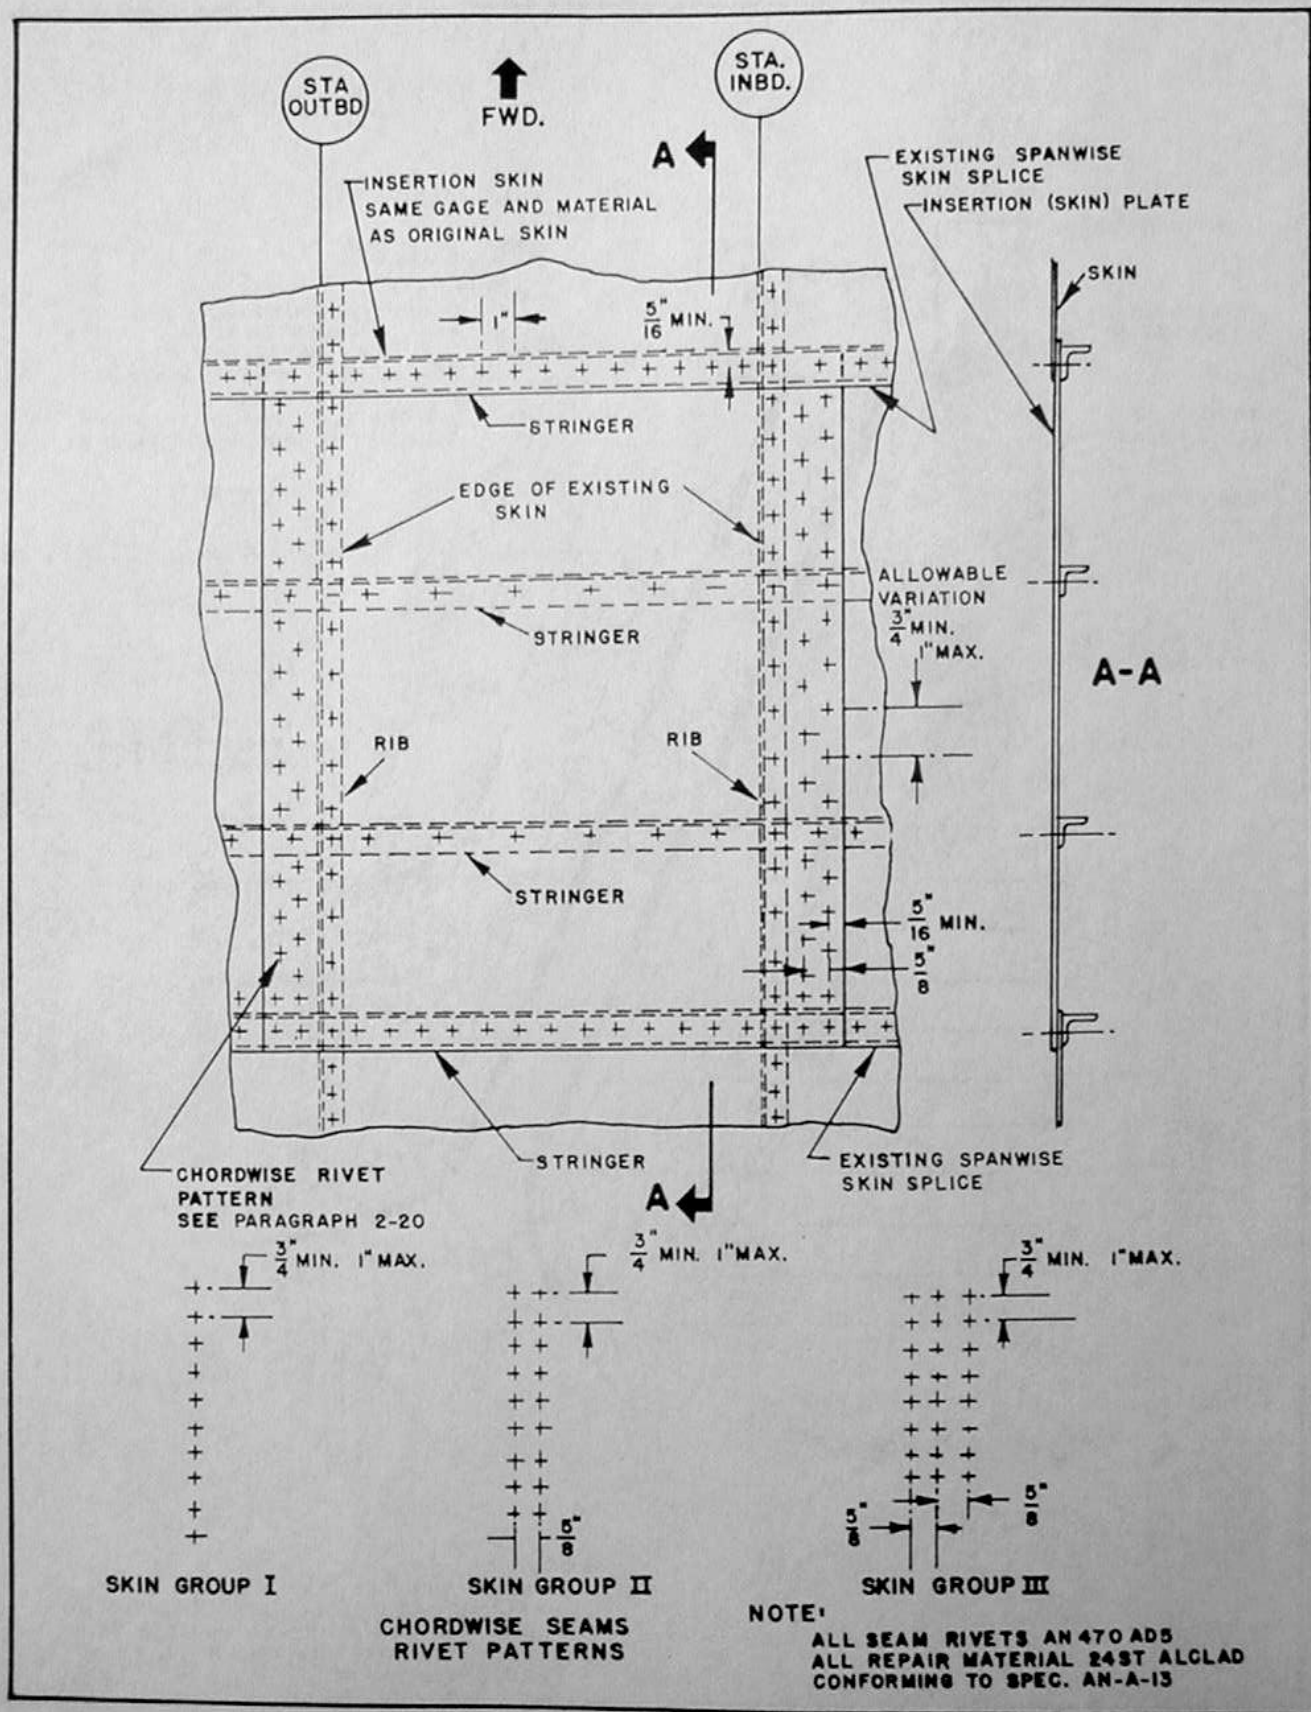 STA
OUTBD
FWD.
STA.
INBD.
A
INSERTION SKIN
SAME GAGE AND MATERIAL
AS ORIGINAL SKIN
EXISTING SPANWISE
SKIN SPLICE
INSERTION (SKIN) PLATE
SKIN
1"
5/16" MIN.
STRINGER
EDGE OF EXISTING
SKIN
ALLOWABLE
VARIATION
3/4" MIN.
1" MAX.
STRINGER
A-A
RIB
RIB
STRINGER
5/16" MIN.
5/8"
STRINGER
EXISTING SPANWISE
SKIN SPLICE
A
CHORDWISE RIVET
PATTERN
SEE PARAGRAPH 2-20
3/4" MIN. 1" MAX.
3/4" MIN. 1" MAX.
3/4" MIN. 1" MAX.
5/8"
5/8"
5/8"
SKIN GROUP I
SKIN GROUP II
SKIN GROUP III
CHORDWISE SEAMS
RIVET PATTERNS
NOTE:
ALL SEAM RIVETS AN 470 AD5
ALL REPAIR MATERIAL 24ST ALCLAD
CONFORMING TO SPEC. AN-A-13